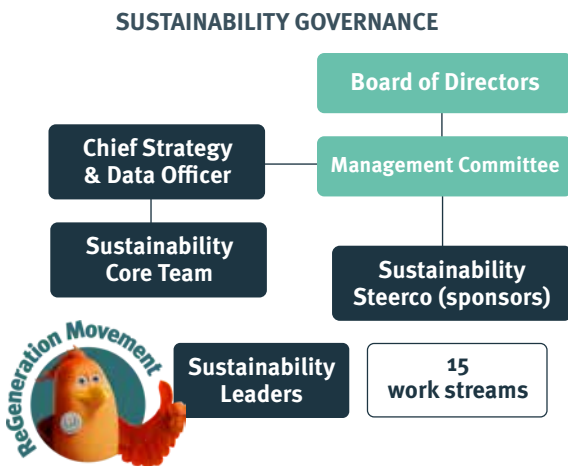 SUSTAINABILITY GOVERNANCE
Board of Directors
Chief Strategy
& Data Officer
Management Committee
Sustainability
Core Team
Sustainability
Steerco (sponsors)
ReGeneration Movement
Sustainability
Leaders
15
work streams